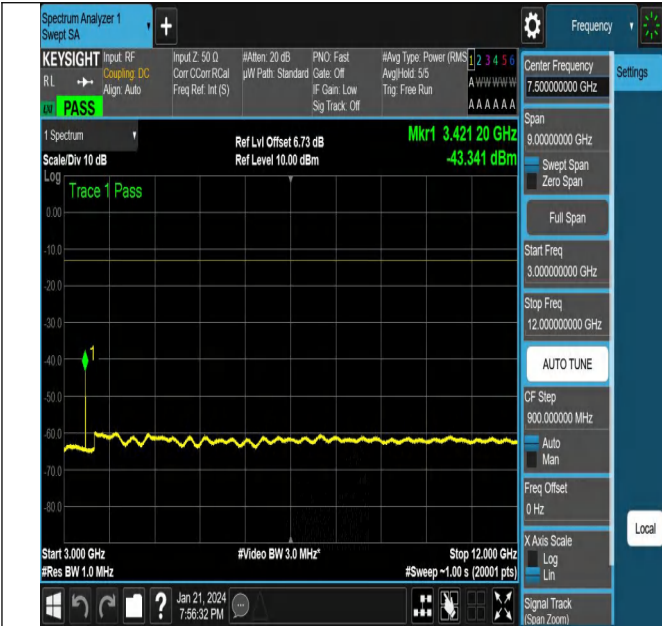 Spectrum Analyzer 1
Swept SA
Frequency
KEYSIGHT
RL
PASS
Input: RF
Coupling: DC
Align: Auto
Input Z: 50 Ω
Corr CCorr RCal
Freq Ref: Int (S)
#Atten: 20 dB
µW Path: Standard
PNO: Fast
Gate: Off
IF Gain: Low
Sig Track: Off
#Avg Type: Power (RMS
Avg|Hold: 5/5
Trig: Free Run
1 2 3 4 5 6
A W W W W W
A A A A A A
1 Spectrum
Scale/Div 10 dB
Log
Ref Lvl Offset 6.73 dB
Ref Level 10.00 dBm
Mkr1 3.421 20 GHz
-43.341 dBm
Trace 1 Pass
0.00
-10.0
-20.0
-30.0
-40.0
-50.0
-60.0
-70.0
-80.0
1
Start 3.000 GHz
#Res BW 1.0 MHz
#Video BW 3.0 MHz*
Stop 12.000 GHz
#Sweep ~1.00 s (20001 pts)
Jan 21, 2024
7:56:32 PM
Center Frequency
7.500000000 GHz
Span
9.00000000 GHz
Swept Span
Zero Span
Full Span
Start Freq
3.000000000 GHz
Stop Freq
12.000000000 GHz
AUTO TUNE
CF Step
900.000000 MHz
Auto
Man
Freq Offset
0 Hz
X Axis Scale
Log
Lin
Signal Track
(Span Zoom)
Settings
Local